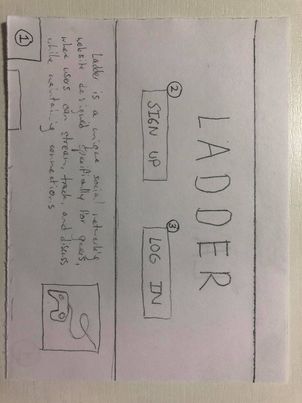 LADDER
2 3
SIGN UP LOG IN
Ladder is a unique social networking
website designed specifically for
where users can stream, track, and discuss
while maintaining connections
1